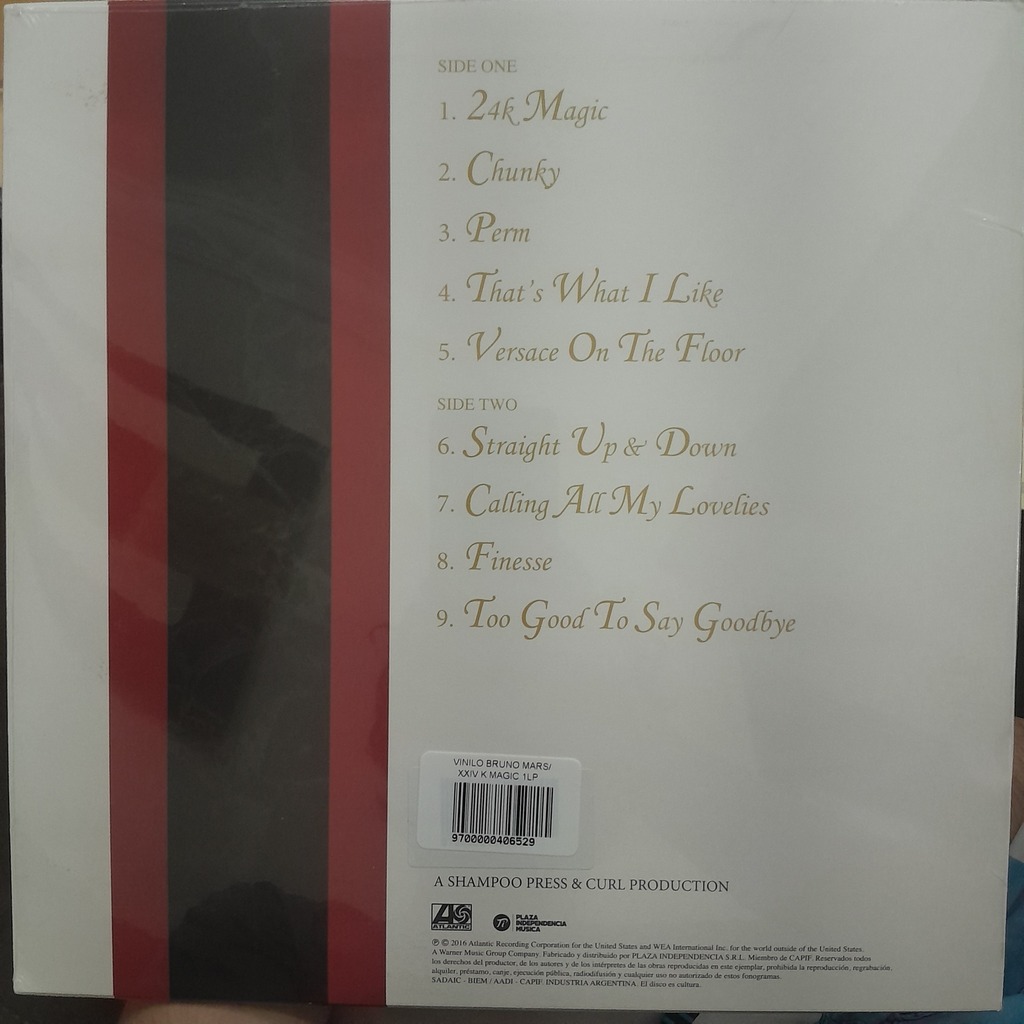 SIDE ONE
1. 24k Magic
2. Chunky
3. Perm
4. That's What I Like
5. Versace On The Floor
SIDE TWO
6. Straight Up & Down
7. Calling All My Lovelies
8. Finesse
9. Too Good To Say Goodbye
VINILO BRUNO MARS/
XXIV K MAGIC 1LP
9700000406529
A SHAMPOO PRESS & CURL PRODUCTION
ATLANTIC
PLAZA
INDEPENDENCIA
MUSICA
℗ © 2016 Atlantic Recording Corporation for the United States and WEA International Inc. for the world outside of the United States.
A Warner Music Group Company. Fabricado y distribuido por PLAZA INDEPENDENCIA S.R.L. Miembro de CAPIF. Reservados todos
los derechos del productor, de los autores y de los intérpretes de las obras reproducidas en este ejemplar, prohibida la reproducción, regrabación,
alquiler, préstamo, canje, ejecución pública, radiodifusión y cualquier uso no autorizado de estos fonogramas.
SADAIC - BIEM / AADI - CAPIF. INDUSTRIA ARGENTINA. El disco es cultura.